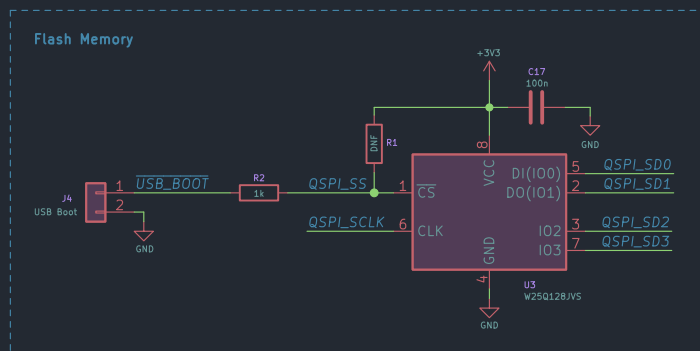 Flash Memory
+3V3
C17
100n
GND
8
DNF
R1
VCC
DI(IO0)
5
QSPI_SD0
USB_BOOT
R2
1k
QSPI_SS
1
CS
DO(IO1)
2
QSPI_SD1
J4
USB Boot
1
2
GND
QSPI_SCLK
6
CLK
IO2
3
QSPI_SD2
GND
IO3
7
QSPI_SD3
4
U3
W25Q128JVS
GND